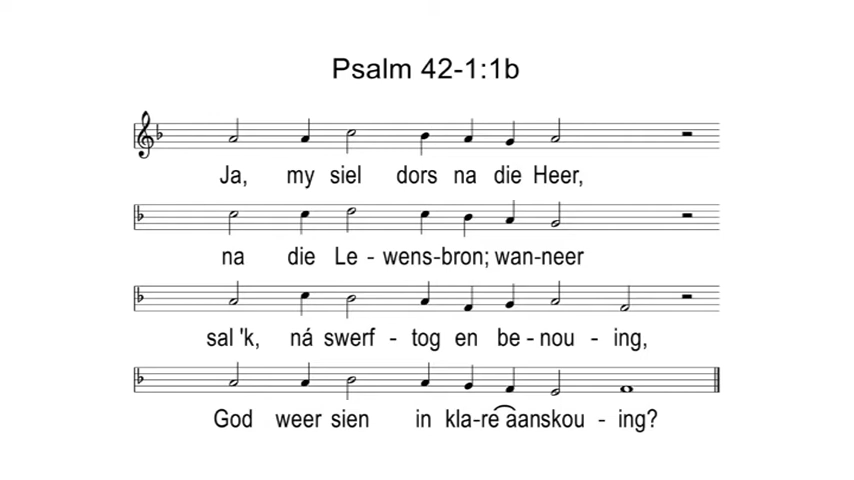 Psalm 42-1:1b
Ja, my siel dors na die Heer,
na die Le - wens-bron; wan-neer
sal 'k, ná swerf - tog en be - nou - ing,
God weer sien in kla-re aanskou - ing?